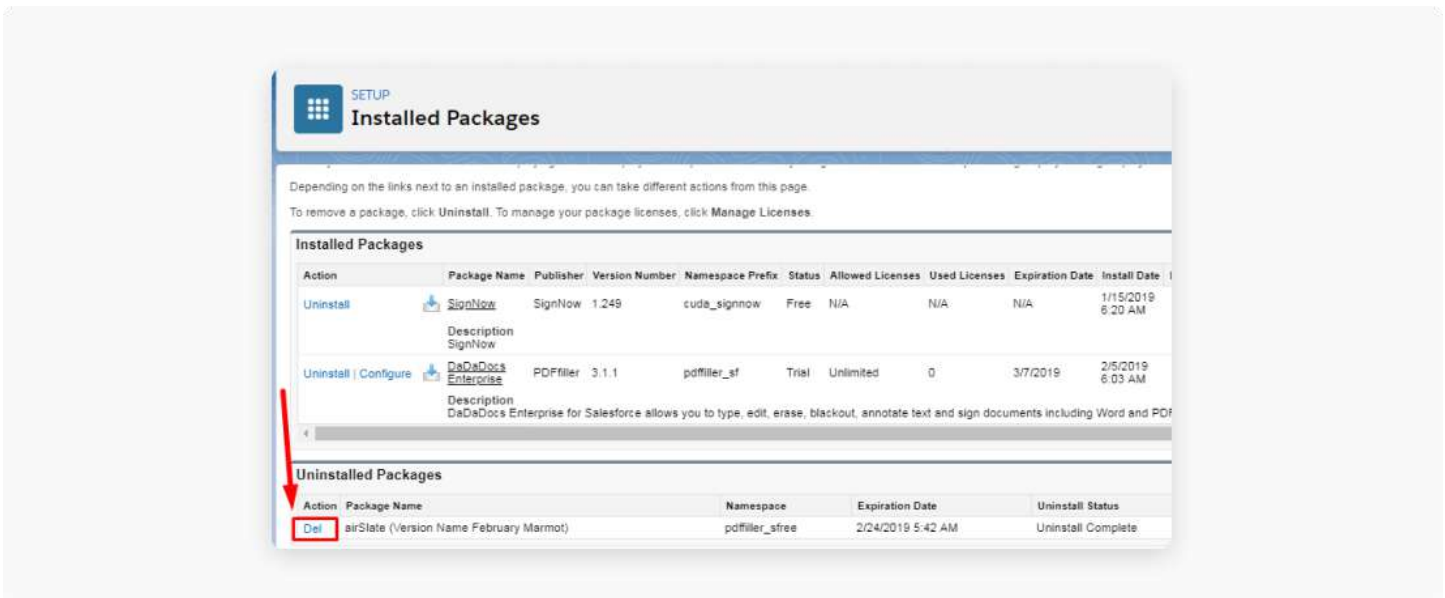 SETUP
Installed Packages
Depending on the links next to an installed package, you can take different actions from this page.
To remove a package, click Uninstall. To manage your package licenses, click Manage Licenses.
Installed Packages
Action Package Name Publisher Version Number Namespace Prefix Status Allowed Licenses Used Licenses Expiration Date Install Date
Uninstall SignNow SignNow 1.249 cuda_signnow Free N/A N/A N/A 1/15/2019 6:20 AM
Description
SignNow
Uninstall | Configure DaDaDocs Enterprise PDFfiller 3.1.1 pdffiller_sf Trial Unlimited 0 3/7/2019 2/5/2019 6:03 AM
Description
DaDaDocs Enterprise for Salesforce allows you to type, edit, erase, blackout, annotate text and sign documents including Word and PDF
Uninstalled Packages
Action Package Name Namespace Expiration Date Uninstall Status
Del airSlate (Version Name February Marmot) pdffiller_sfree 2/24/2019 5:42 AM Uninstall Complete